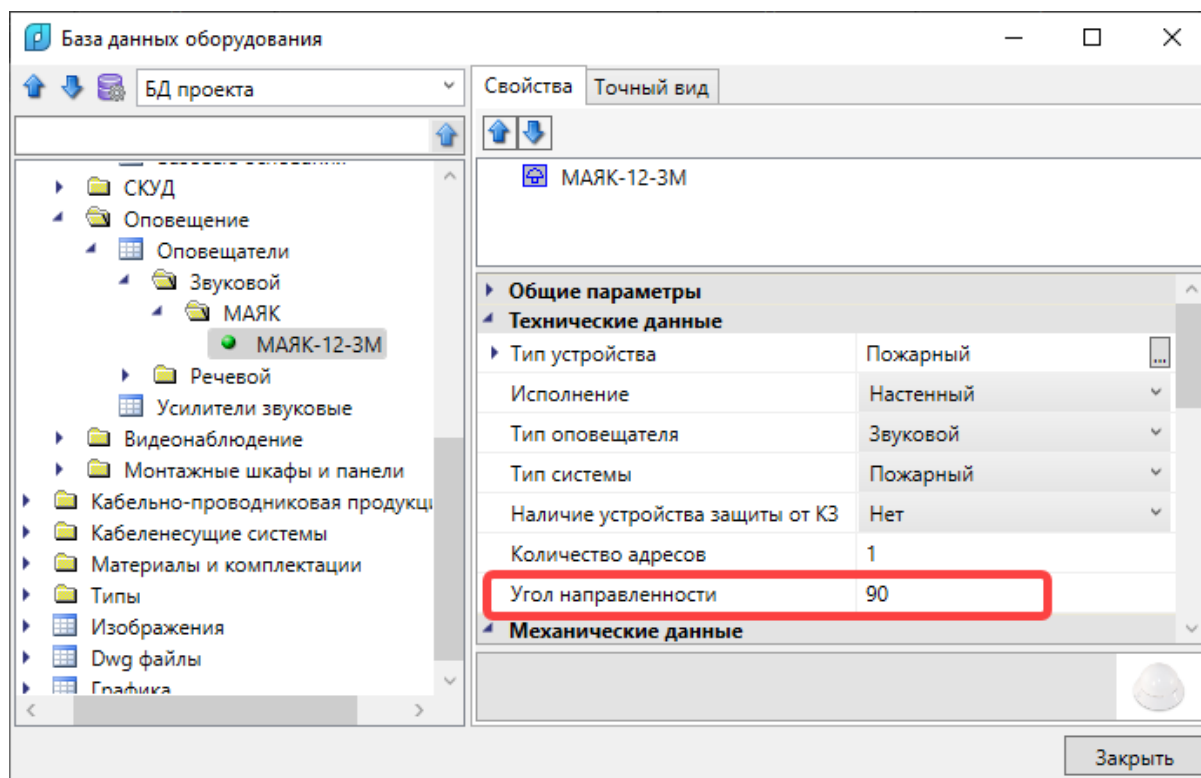 База данных оборудования
БД проекта
СКУД
Оповещение
Оповещатели
Звуковой
МАЯК
МАЯК-12-3М
Речевой
Усилители звуковые
Видеонаблюдение
Монтажные шкафы и панели
Кабельно-проводниковая продукци
Кабеленесущие системы
Материалы и комплектации
Типы
Изображения
Dwg файлы
Графика
Свойства Точный вид
МАЯК-12-3М
Общие параметры
Технические данные
Тип устройства Пожарный ...
Исполнение Настенный
Тип оповещателя Звуковой
Тип системы Пожарный
Наличие устройства защиты от КЗ Нет
Количество адресов 1
Угол направленности 90
Механические данные
Закрыть